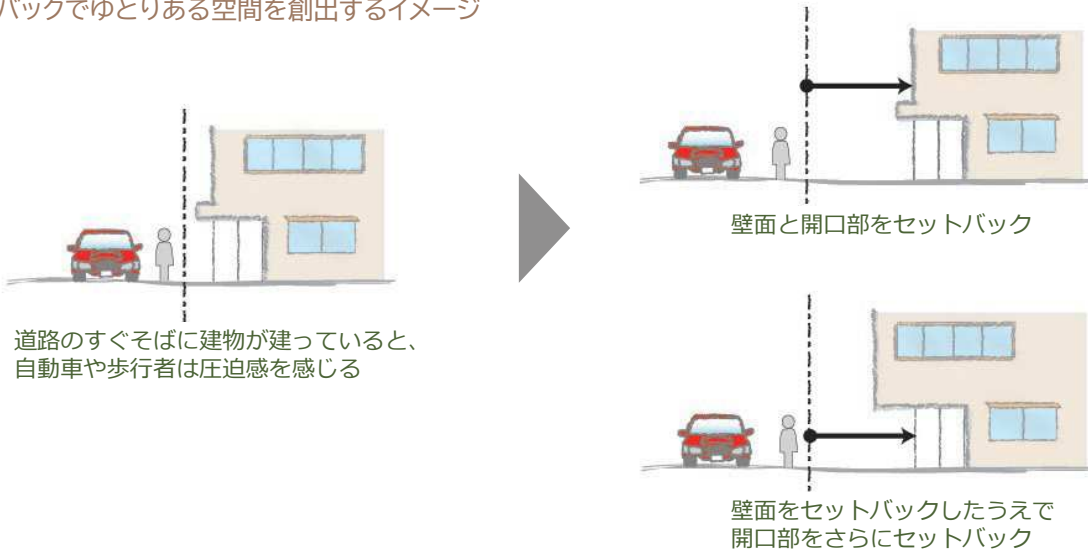 バックでゆとりある空間を創出するイメージ
道路のすぐそばに建物が建っていると、
自動車や歩行者は圧迫感を感じる
壁面と開口部をセットバック
壁面をセットバックしたうえで
開口部をさらにセットバック